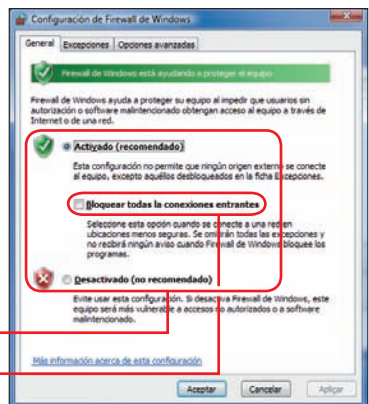 Configuración de Firewall de Windows
General Excepciones Opciones avanzadas
Firewall de Windows está ayudando a proteger el equipo
Firewall de Windows ayuda a proteger su equipo al impedir que usuarios sin
autorización o software malintencionado obtengan acceso al equipo a través de
Internet o de una red.
Activado (recomendado)
Esta configuración no permite que ningún origen externo se conecte
al equipo, excepto aquéllos desbloqueados en la ficha Excepciones.
Bloquear todas la conexiones entrantes
Seleccione esta opción cuando se conecte a una red en
ubicaciones menos seguras. Se omitirán todas las excepciones y
no recibirá ningún aviso cuando Firewall de Windows bloquee los
programas.
Desactivado (no recomendado)
Evite usar esta configuración. Si desactiva Firewall de Windows, este
equipo será más vulnerable a accesos no autorizados o a software
malintencionado.
Más información acerca de esta configuración
Aceptar Cancelar Aplicar